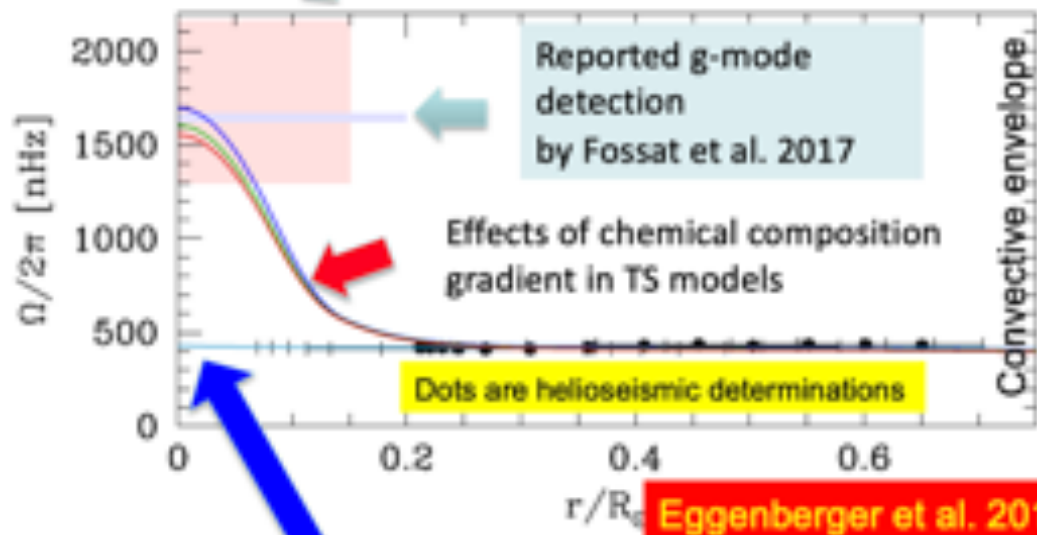 2000
1500
1000
500
0
Ω/2π [nHz]
Reported g-mode
detection
by Fossat et al. 2017
Effects of chemical composition
gradient in TS models
Dots are helioseismic determinations
Convective envelope
0
0.2
0.4
0.6
Eggenberger et al.